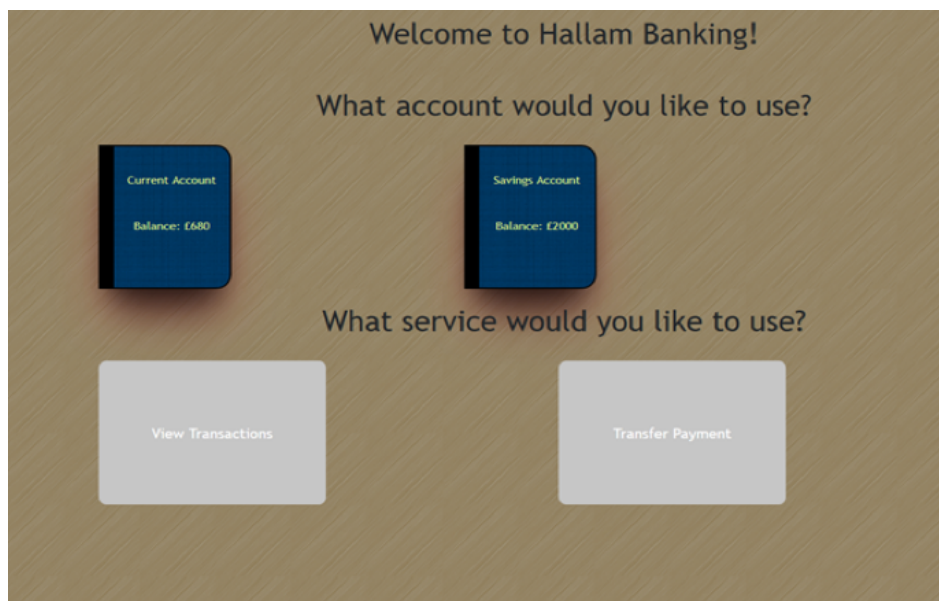 Welcome to Hallam Banking!
What account would you like to use?
Current Account
Balance: £680
Savings Account
Balance: £2000
What service would you like to use?
View Transactions
Transfer Payment